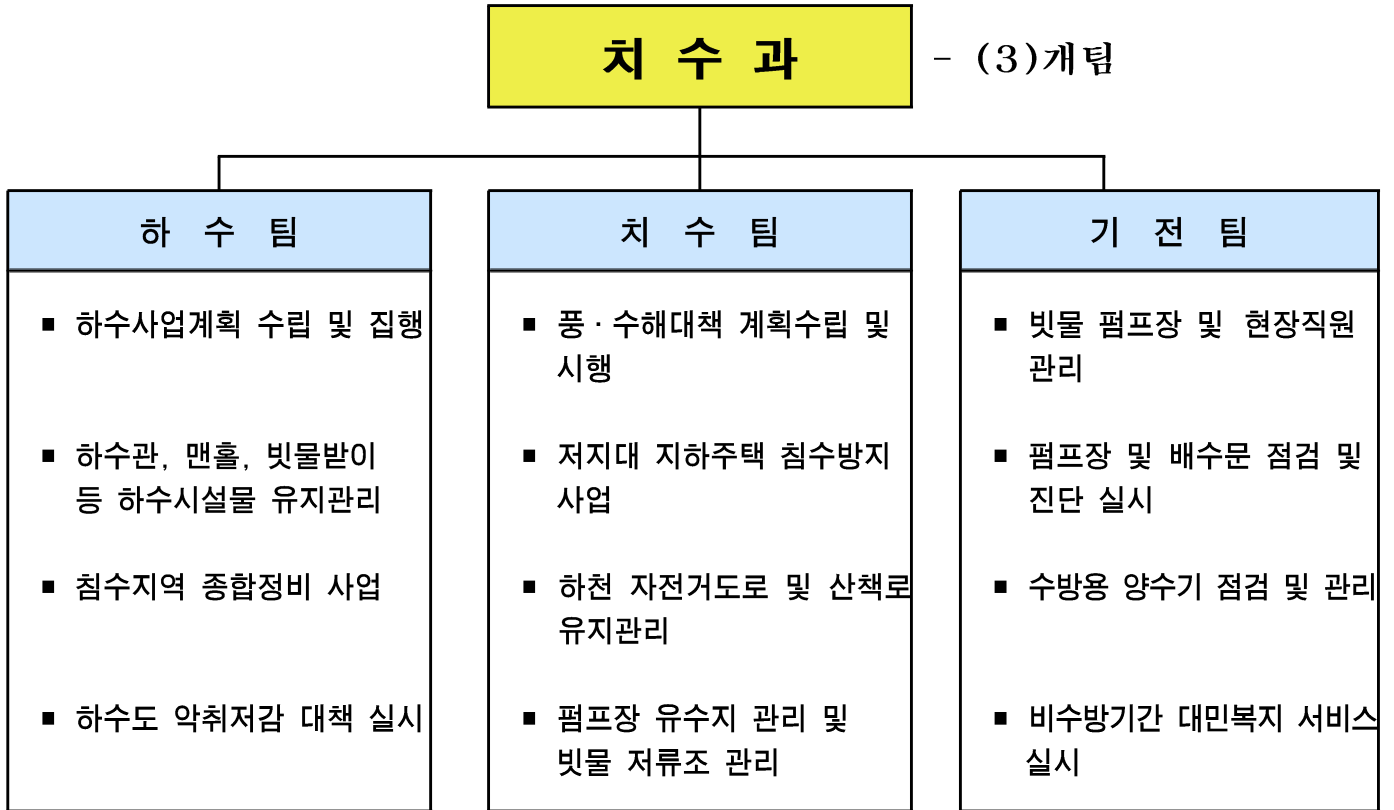 치 수 과 - (3)개팀
하 수 팀
■ 하수사업계획 수립 및 집행
■ 하수관, 맨홀, 빗물받이
등 하수시설물 유지관리
■ 침수지역 종합정비 사업
■ 하수도 악취저감 대책 실시
치 수 팀
■ 풍·수해대책 계획수립 및
시행
■ 저지대 지하주택 침수방지
사업
■ 하천 자전거도로 및 산책로
유지관리
■ 펌프장 유수지 관리 및
빗물 저류조 관리
기 전 팀
■ 빗물 펌프장 및 현장직원
관리
■ 펌프장 및 배수문 점검 및
진단 실시
■ 수방용 양수기 점검 및 관리
■ 비수방기간 대민복지 서비스
실시